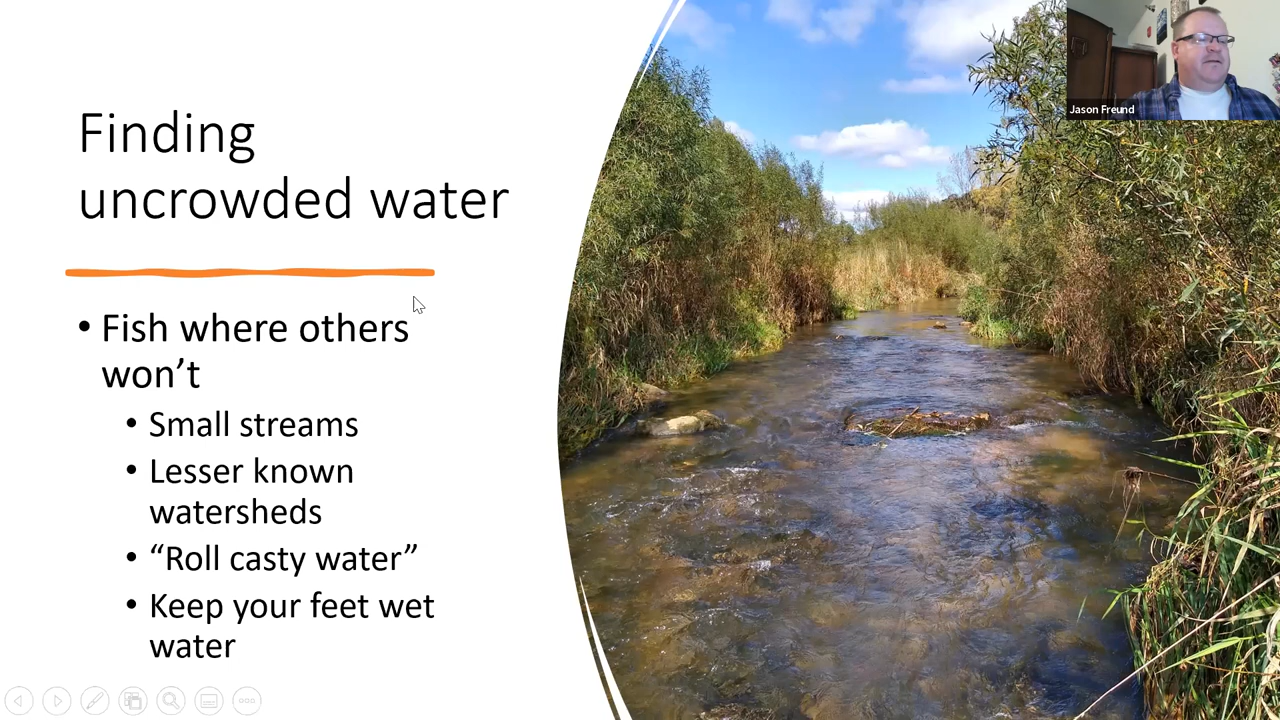 Finding
uncrowded water
• Fish where others
won’t
• Small streams
• Lesser known
watersheds
• “Roll casty water”
• Keep your feet wet
water
Jason Freund